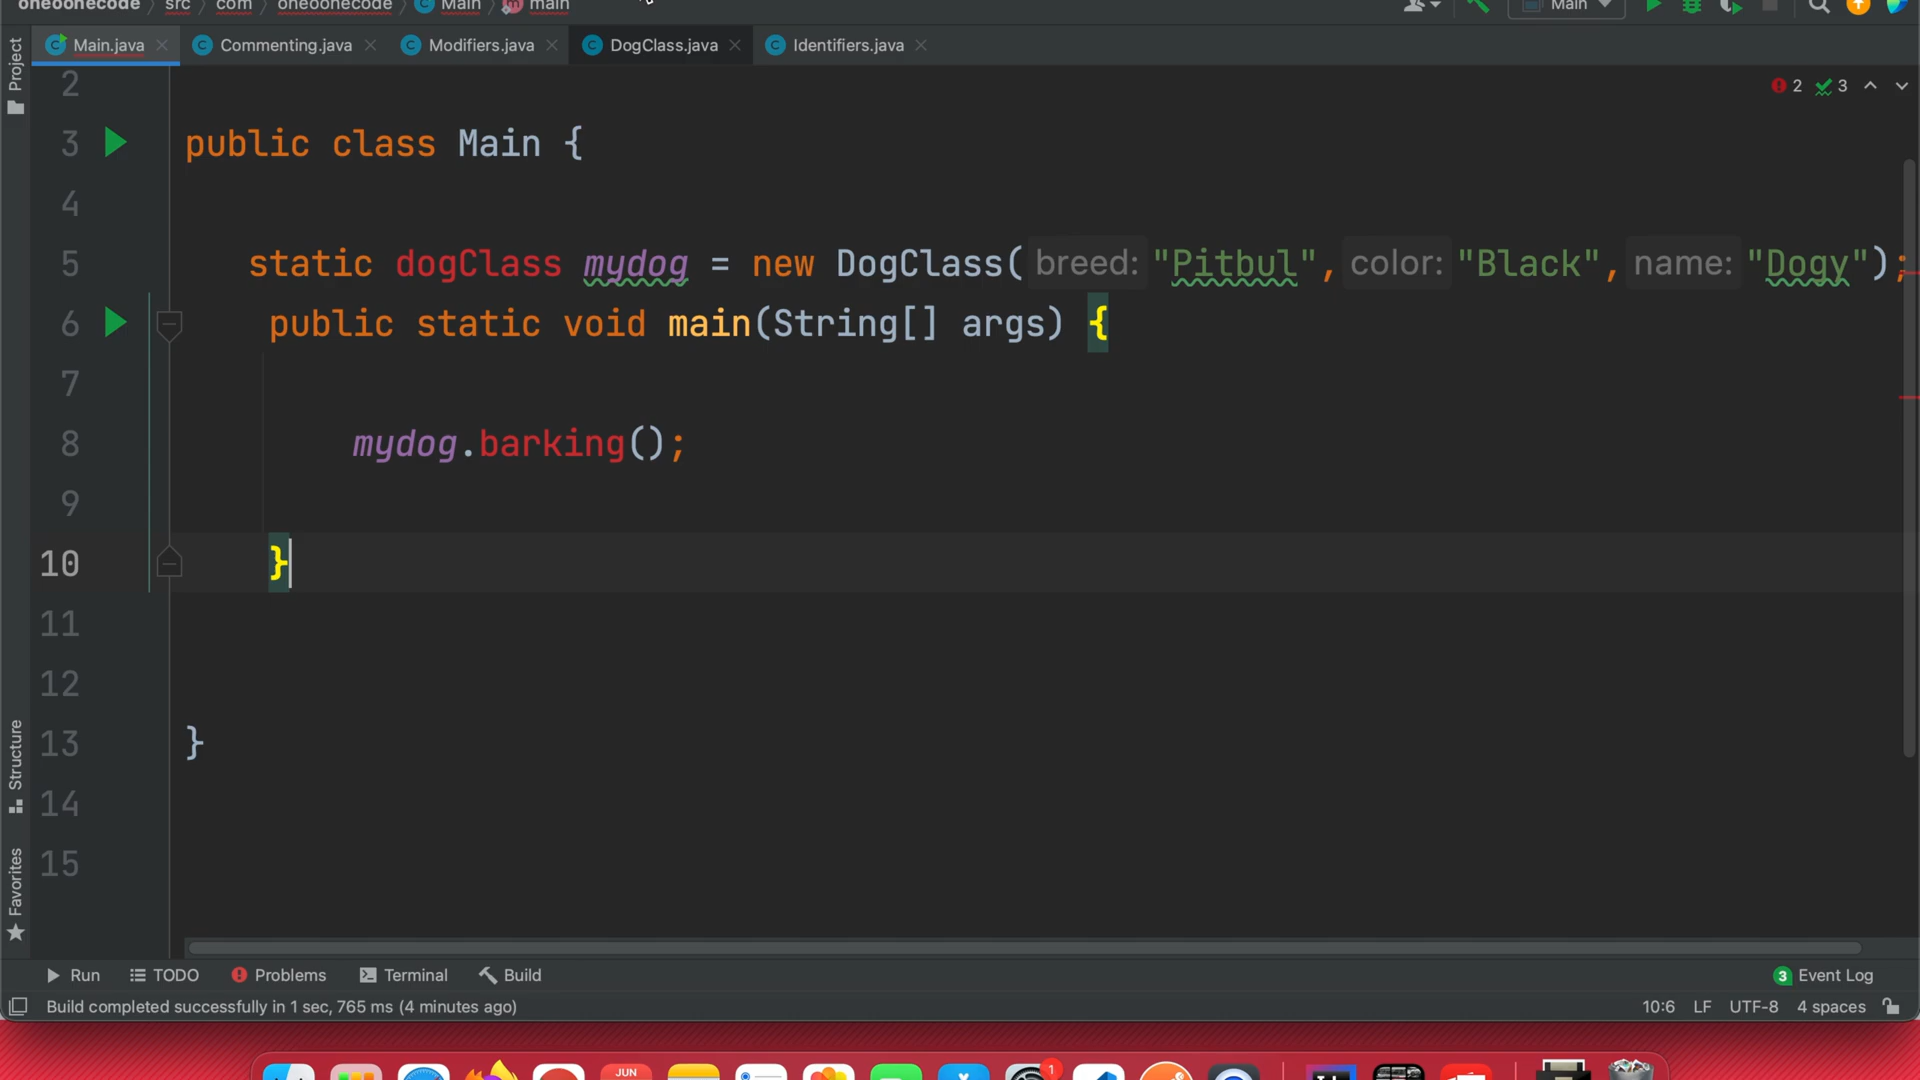 oneoonecode > src > com > oneoonecode > Main > main
Main
Main.java
Commenting.java
Modifiers.java
DogClass.java
Identifiers.java
Project
2
2
3
3 public class Main {
4
5 static dogClass mydog = new DogClass( breed: "Pitbul", color: "Black", name: "Dogy");
6 public static void main(String[] args) {
7
8 mydog.barking();
9
10 }
11
12
13 }
14
15
Structure
Favorites
Run
TODO
Problems
Terminal
Build
3 Event Log
Build completed successfully in 1 sec, 765 ms (4 minutes ago)
10:6 LF UTF-8 4 spaces
JUN
1